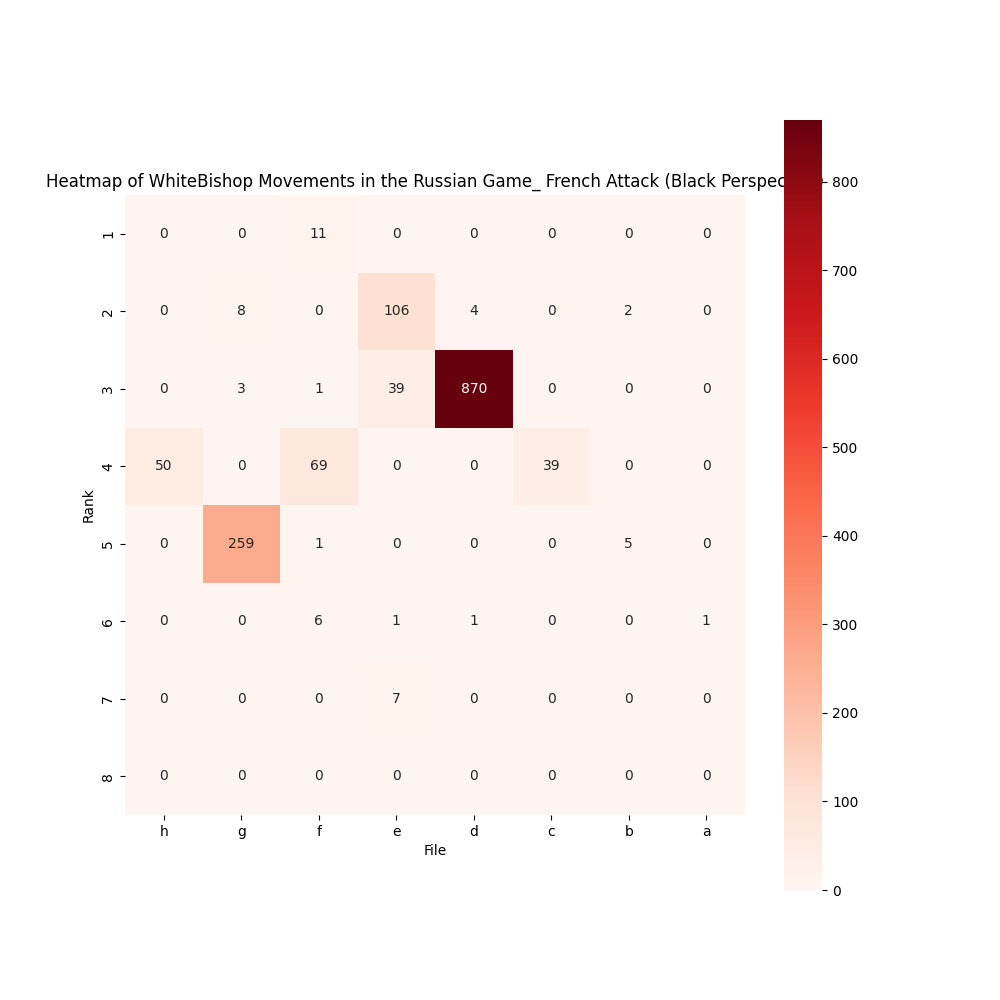 Heatmap of WhiteBishop Movements in the Russian Game_ French Attack (Black Perspec
800
1 0 0 11 0 0 0 0 0
700
2 0 8 0 106 4 0 2 0
600
3 0 3 1 39 870 0 0 0
500
4 50 0 69 0 0 39 0 0
Rank
400
5 0 259 1 0 0 0 5 0
300
6 0 0 6 1 1 0 0 1
200
7 0 0 0 7 0 0 0 0
100
8 0 0 0 0 0 0 0 0
h g f e d c b a
File
0